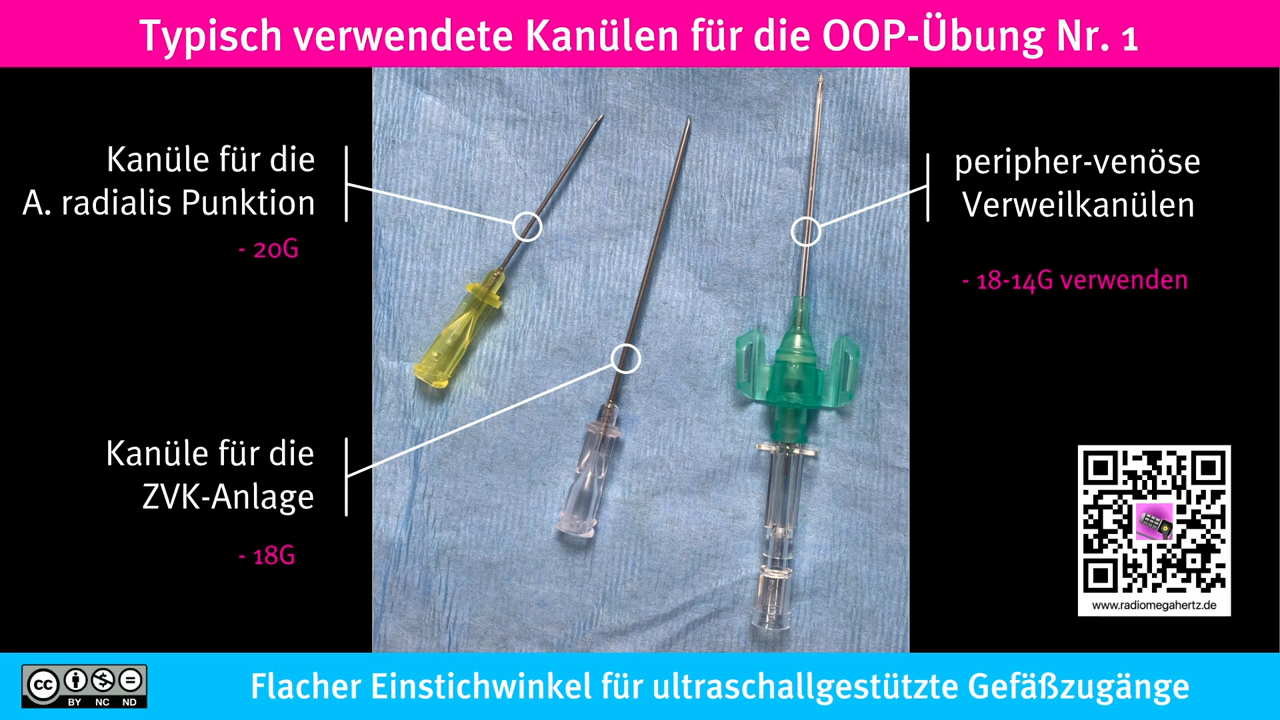 Typisch verwendete Kanülen für die OOP-Übung Nr. 1
Kanüle für die
A. radialis Punktion
- 20G
peripher-venöse
Verweilkanülen
- 18-14G verwenden
Kanüle für die
ZVK-Anlage
- 18G
www.radiomegahertz.de
cc BY NC ND
Flacher Einstichwinkel für ultraschallgestützte Gefäßzugänge